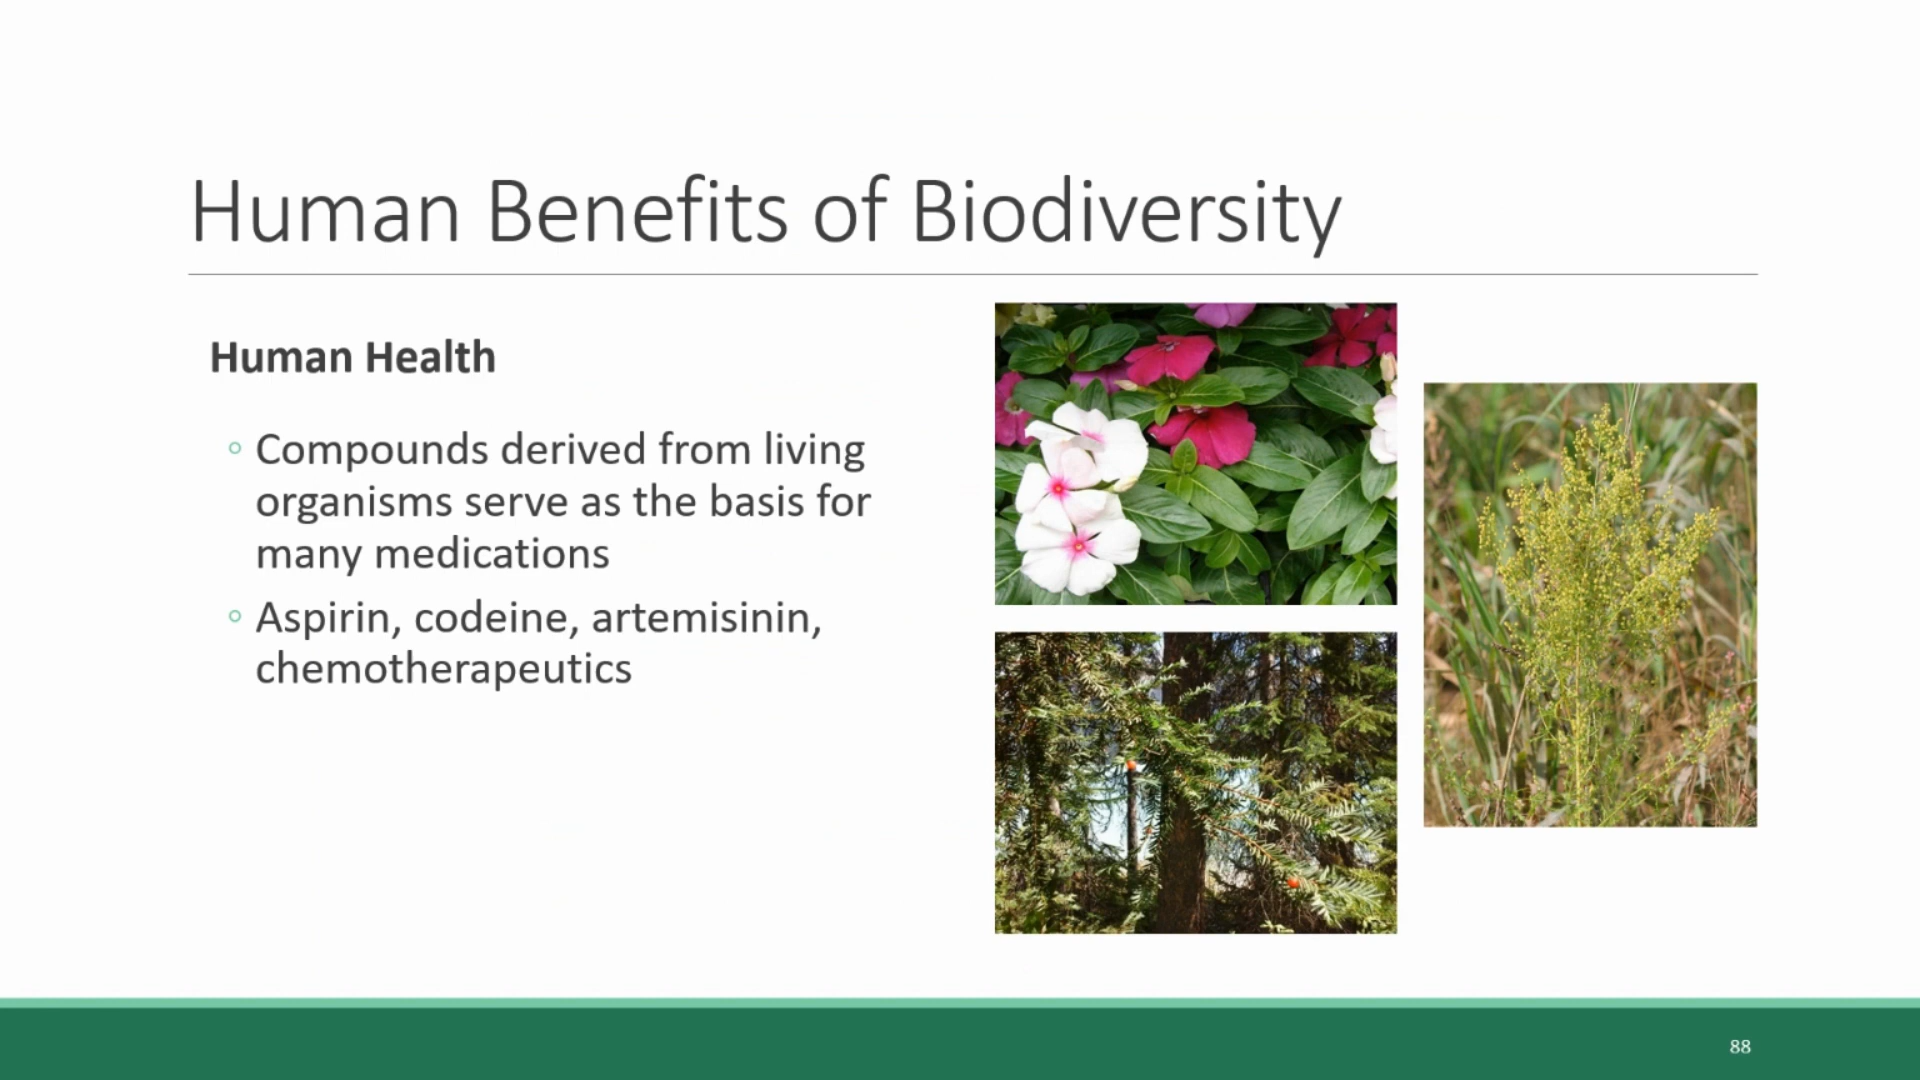 Human Benefits of Biodiversity
Human Health
◦ Compounds derived from living
organisms serve as the basis for
many medications
◦ Aspirin, codeine, artemisinin,
chemotherapeutics
88